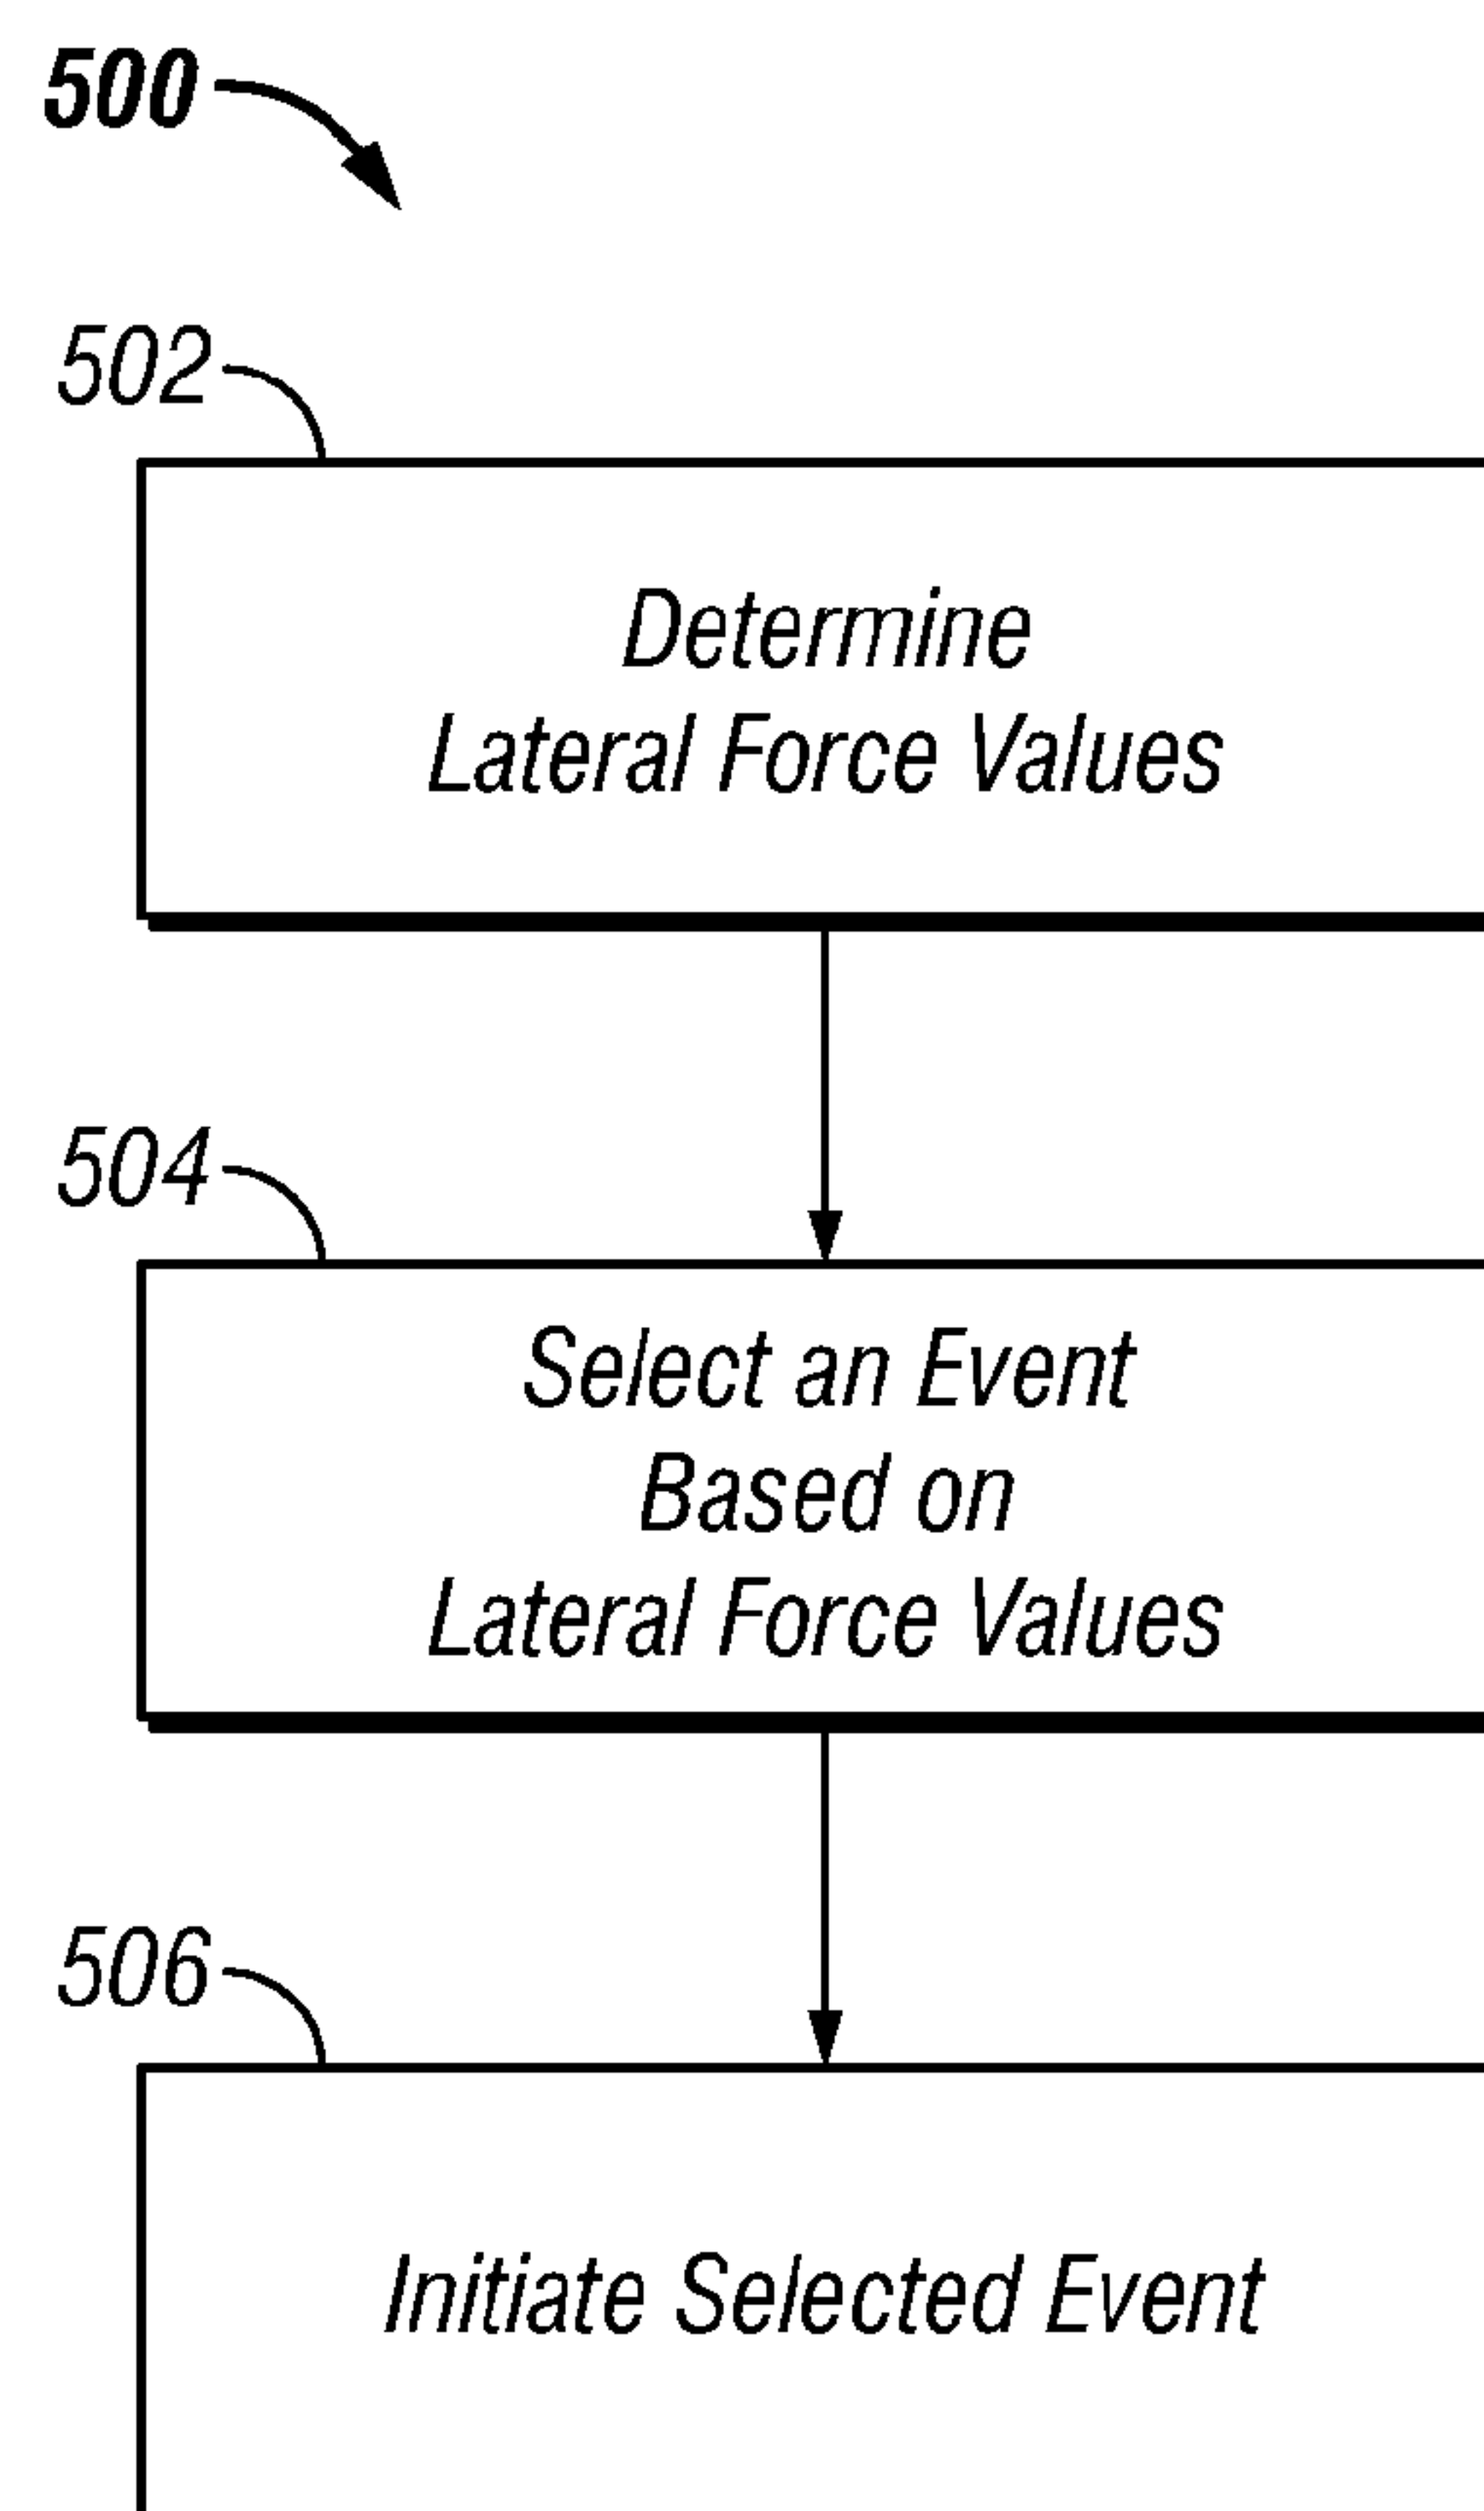 500
502
Determine
Lateral Force Values
504
Select an Event
Based on
Lateral Force Values
506
Initiate Selected Event